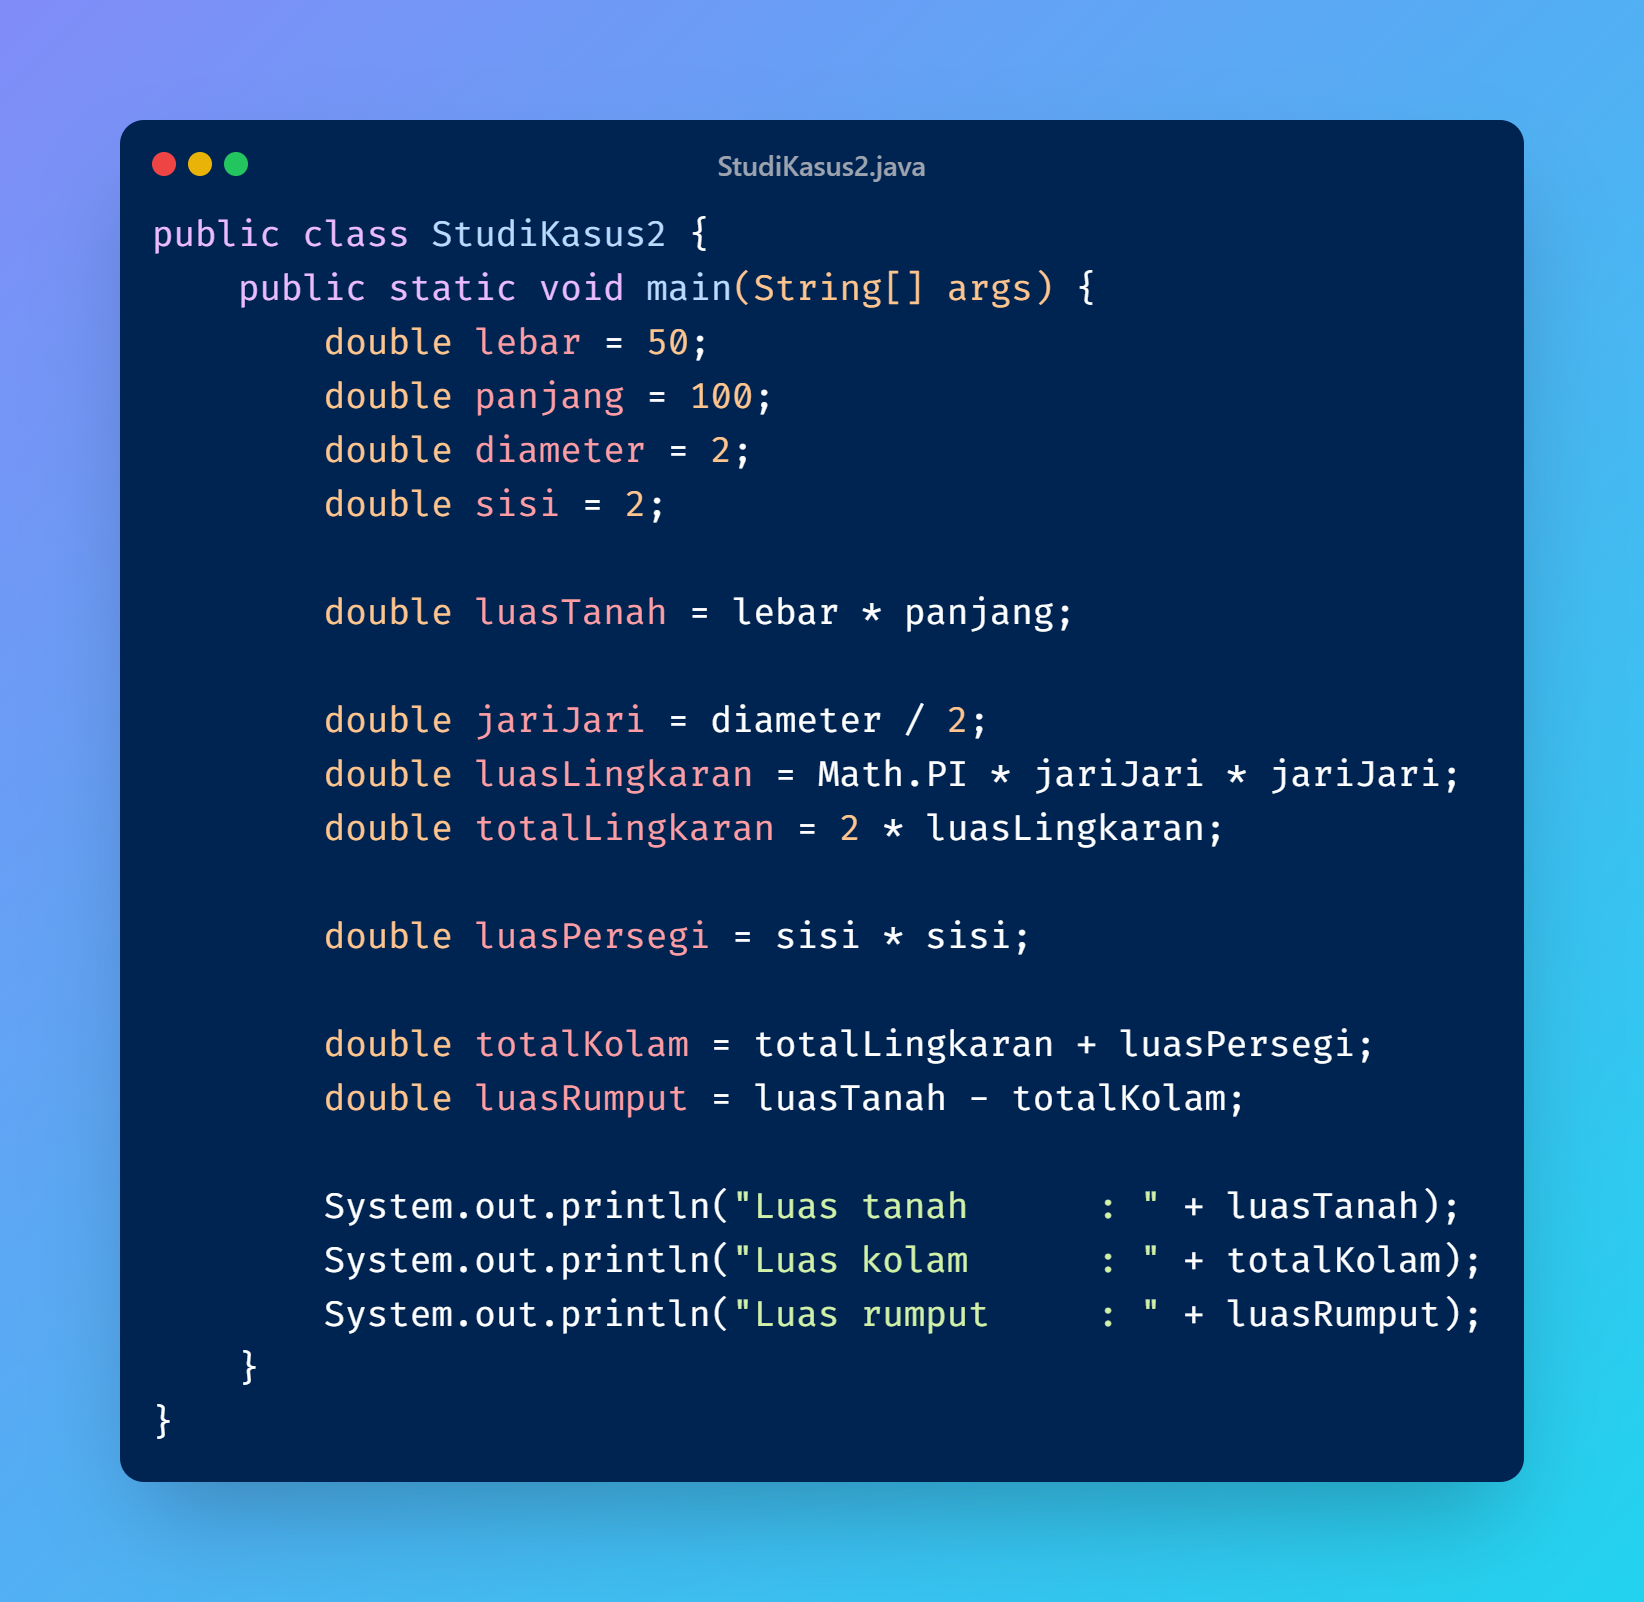 StudiKasus2.java
public class StudiKasus2 {
    public static void main(String[] args) {
        double lebar = 50;
        double panjang = 100;
        double diameter = 2;
        double sisi = 2;

        double luasTanah = lebar * panjang;

        double jariJari = diameter / 2;
        double luasLingkaran = Math.PI * jariJari * jariJari;
        double totalLingkaran = 2 * luasLingkaran;

        double luasPersegi = sisi * sisi;

        double totalKolam = totalLingkaran + luasPersegi;
        double luasRumput = luasTanah - totalKolam;

        System.out.println("Luas tanah      : " + luasTanah);
        System.out.println("Luas kolam      : " + totalKolam);
        System.out.println("Luas rumput     : " + luasRumput);
    }
}